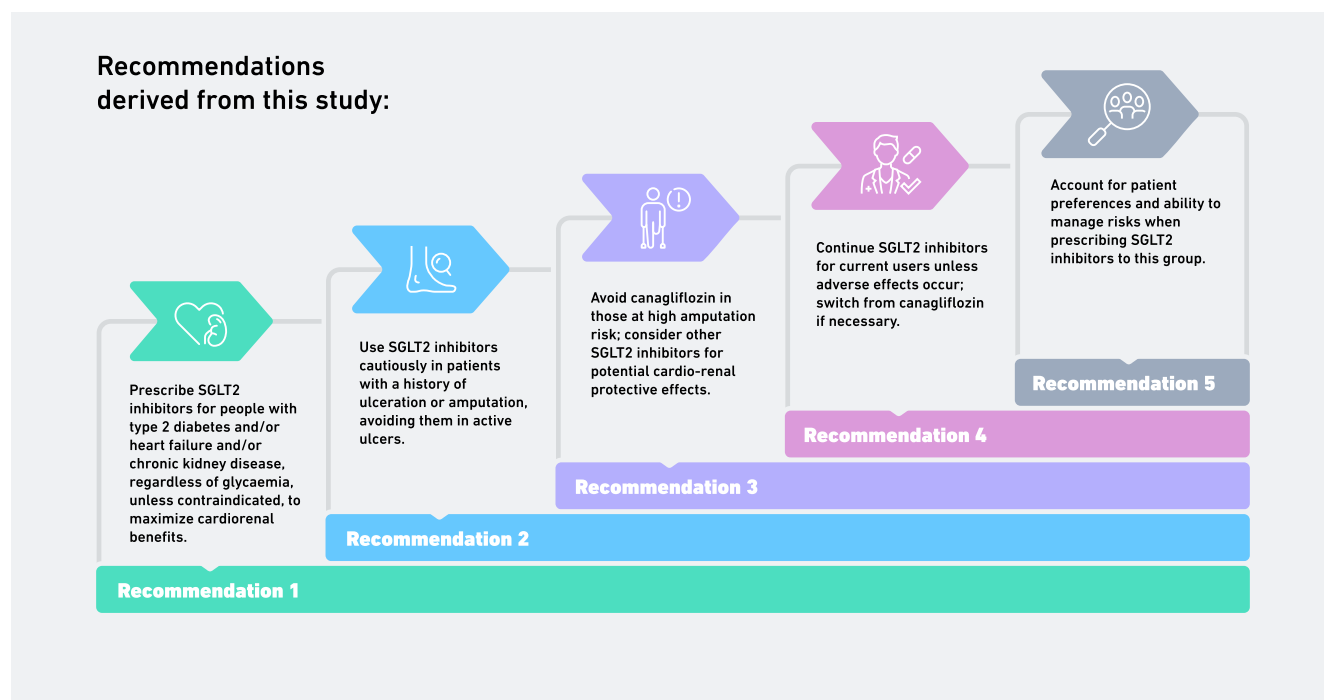 Recommendations
derived from this study:
Prescribe SGLT2
inhibitors for people with
type 2 diabetes and/or
heart failure and/or
chronic kidney disease,
regardless of glycaemia,
unless contraindicated, to
maximize cardiorenal
benefits.
Recommendation 1
Use SGLT2 inhibitors
cautiously in patients
with a history of
ulceration or amputation,
avoiding them in active
ulcers.
Recommendation 2
Avoid canagliflozin in
those at high amputation
risk; consider other
SGLT2 inhibitors for
potential cardio-renal
protective effects.
Recommendation 3
Continue SGLT2 inhibitors
for current users unless
adverse effects occur;
switch from canagliflozin
if necessary.
Recommendation 4
Account for patient
preferences and ability to
manage risks when
prescribing SGLT2
inhibitors to this group.
Recommendation 5